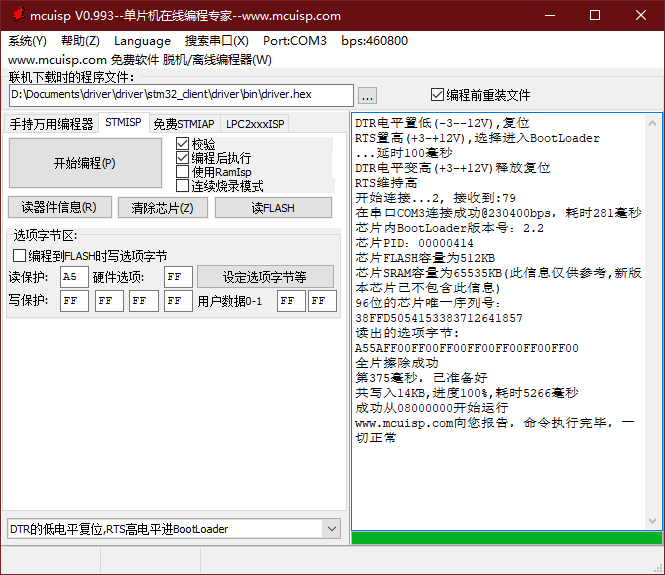 mcuisp V0.993--单片机在线编程专家--www.mcuisp.com
系统(Y) 帮助(Z) Language 搜索串口(X) Port:COM3 bps:460800
www.mcuisp.com 免费软件 脱机/离线编程器(W)
联机下载时的程序文件:
D:\Documents\driver\driver\stm32_client\driver\bin\driver.hex
...
编程前重装文件
手持万用编程器 STMISP 免费STMIAP LPC2xxxISP
开始编程(P)
校验
编程后执行
使用RamIsp
连续烧录模式
读器件信息(R) 清除芯片(Z) 读FLASH
选项字节区:
编程到FLASH时写选项字节
读保护: A5 硬件选项: FF 设定选项字节等
写保护: FF FF FF FF 用户数据0-1 FF FF
DTR的低电平复位,RTS高电平进BootLoader
DTR电平置低(-3--12V),复位
RTS置高(+3-+12V),选择进入BootLoader
...延时100毫秒
DTR电平变高(+3-+12V)释放复位
RTS维持高
开始连接...2, 接收到:79
在串口COM3连接成功@230400bps, 耗时281毫秒
芯片内BootLoader版本号: 2.2
芯片PID: 00000414
芯片FLASH容量为512KB
芯片SRAM容量为65535KB(此信息仅供参考,新版
本芯片已不包含此信息)
96位的芯片唯一序列号:
38FFD5054153383712641857
读出的选项字节:
A55AFF00FF00FF00FF00FF00FF00FF00
全片擦除成功
第375毫秒, 已准备好
共写入14KB,进度100%,耗时5266毫秒
成功从08000000开始运行
www.mcuisp.com向您报告, 命令执行完毕, 一
切正常